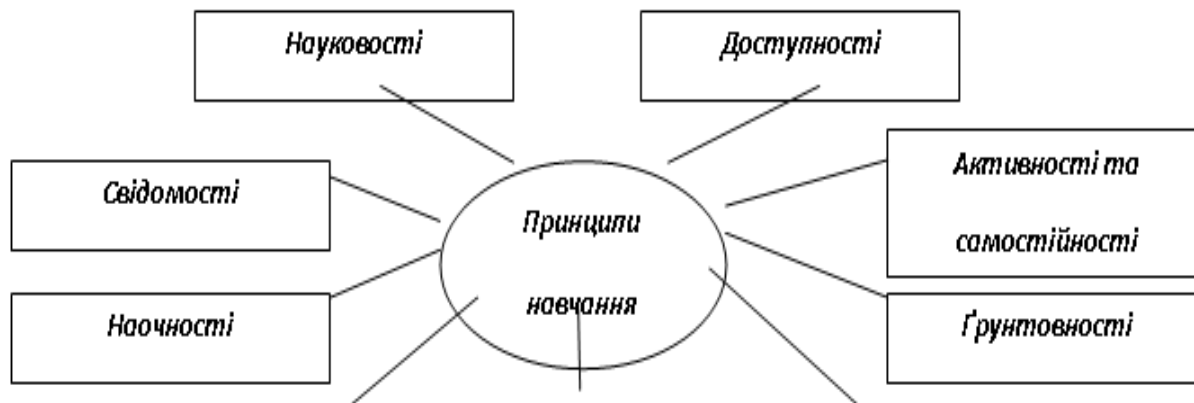 Науковості
Доступності
Свідомості
Принципи
навчання
Активності та
самостійності
Наочності
Ґрунтовності